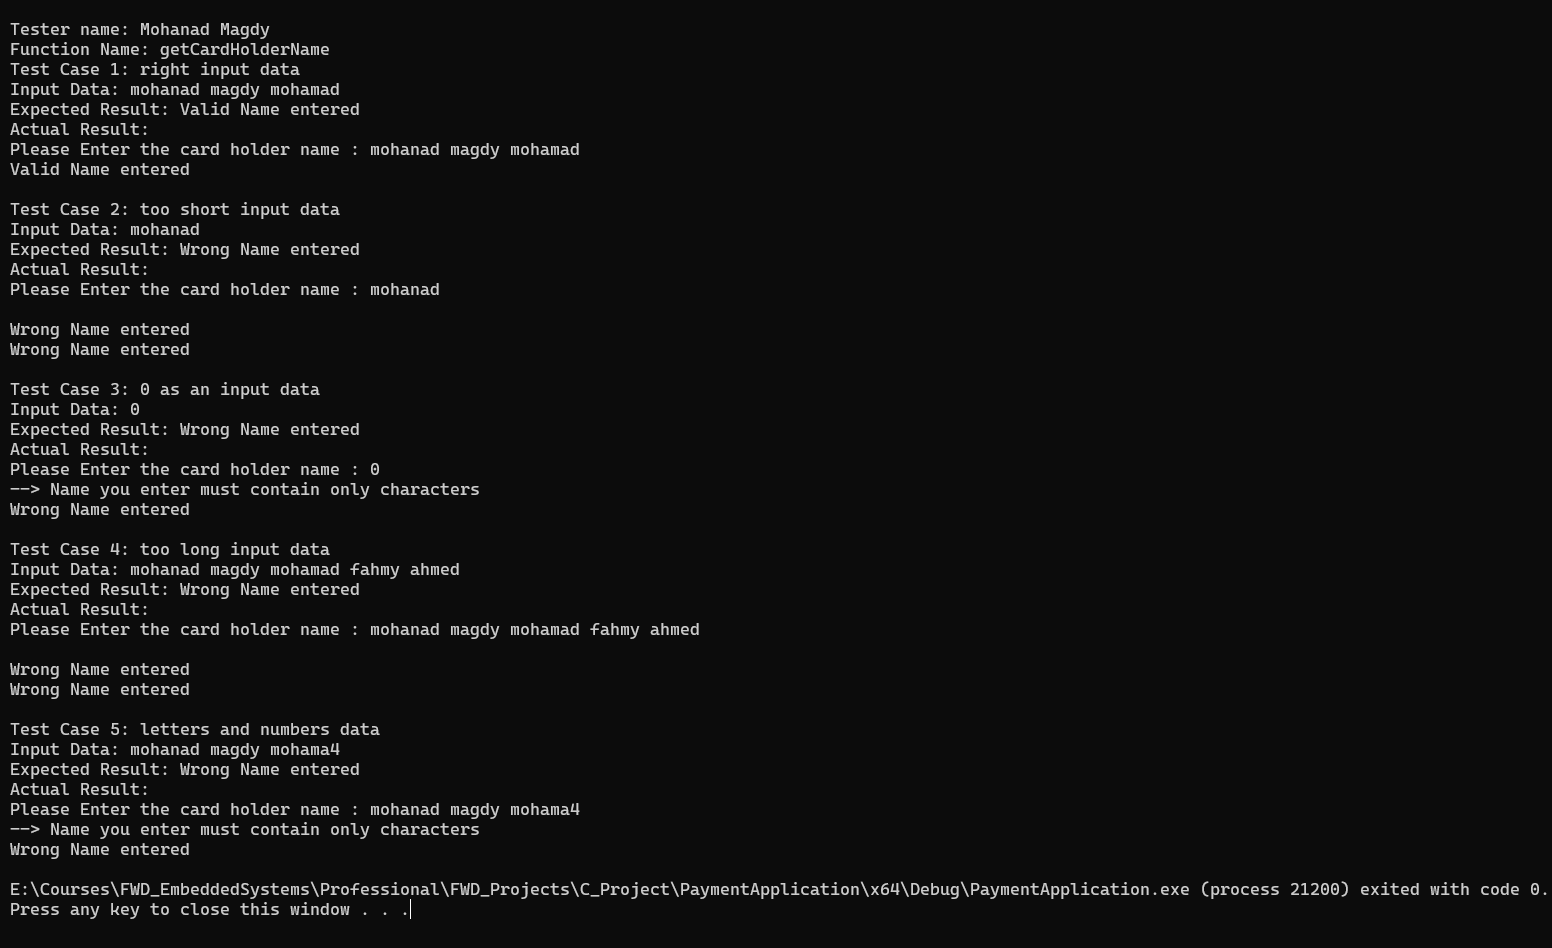 Tester name: Mohanad Magdy
Function Name: getCardHolderName
Test Case 1: right input data
Input Data: mohanad magdy mohamad
Expected Result: Valid Name entered
Actual Result:
Please Enter the card holder name : mohanad magdy mohamad
Valid Name entered
Test Case 2: too short input data
Input Data: mohanad
Expected Result: Wrong Name entered
Actual Result:
Please Enter the card holder name : mohanad
Wrong Name entered
Wrong Name entered
Test Case 3: 0 as an input data
Input Data: 0
Expected Result: Wrong Name entered
Actual Result:
Please Enter the card holder name : 0
--> Name you enter must contain only characters
Wrong Name entered
Test Case 4: too long input data
Input Data: mohanad magdy mohamad fahmy ahmed
Expected Result: Wrong Name entered
Actual Result:
Please Enter the card holder name : mohanad magdy mohamad fahmy ahmed
Wrong Name entered
Wrong Name entered
Test Case 5: letters and numbers data
Input Data: mohanad magdy mohama4
Expected Result: Wrong Name entered
Actual Result:
Please Enter the card holder name : mohanad magdy mohama4
--> Name you enter must contain only characters
Wrong Name entered
E:\Courses\FWD_EmbeddedSystems\Professional\FWD_Projects\C_Project\PaymentApplication\x64\Debug\PaymentApplication.exe (process 21200) exited with code 0.
Press any key to close this window . . .